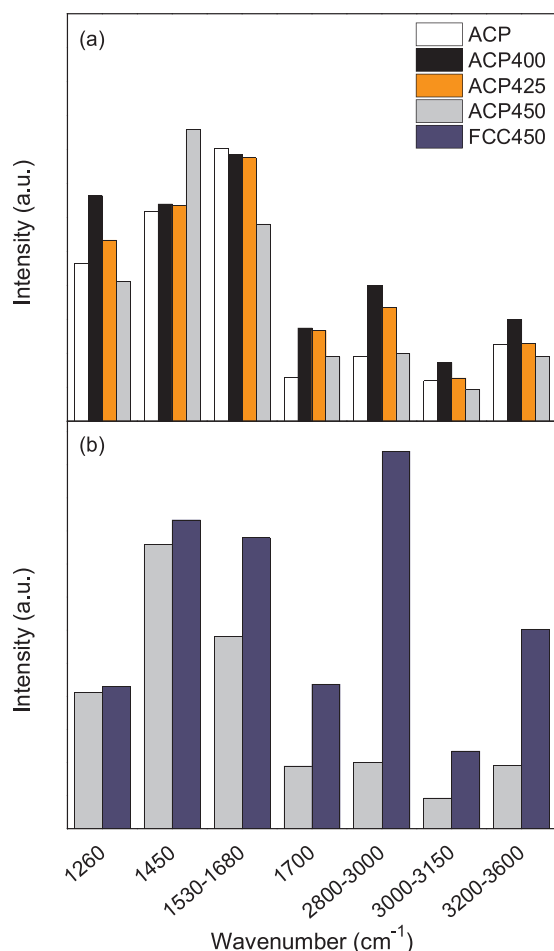 (a)
ACP
ACP400
ACP425
ACP450
FCC450
Intensity (a.u.)
(b)
Intensity (a.u.)
1260
1450
1530-1680
1700
2800-3000
3000-3150
3200-3600
Wavenumber (cm⁻¹)